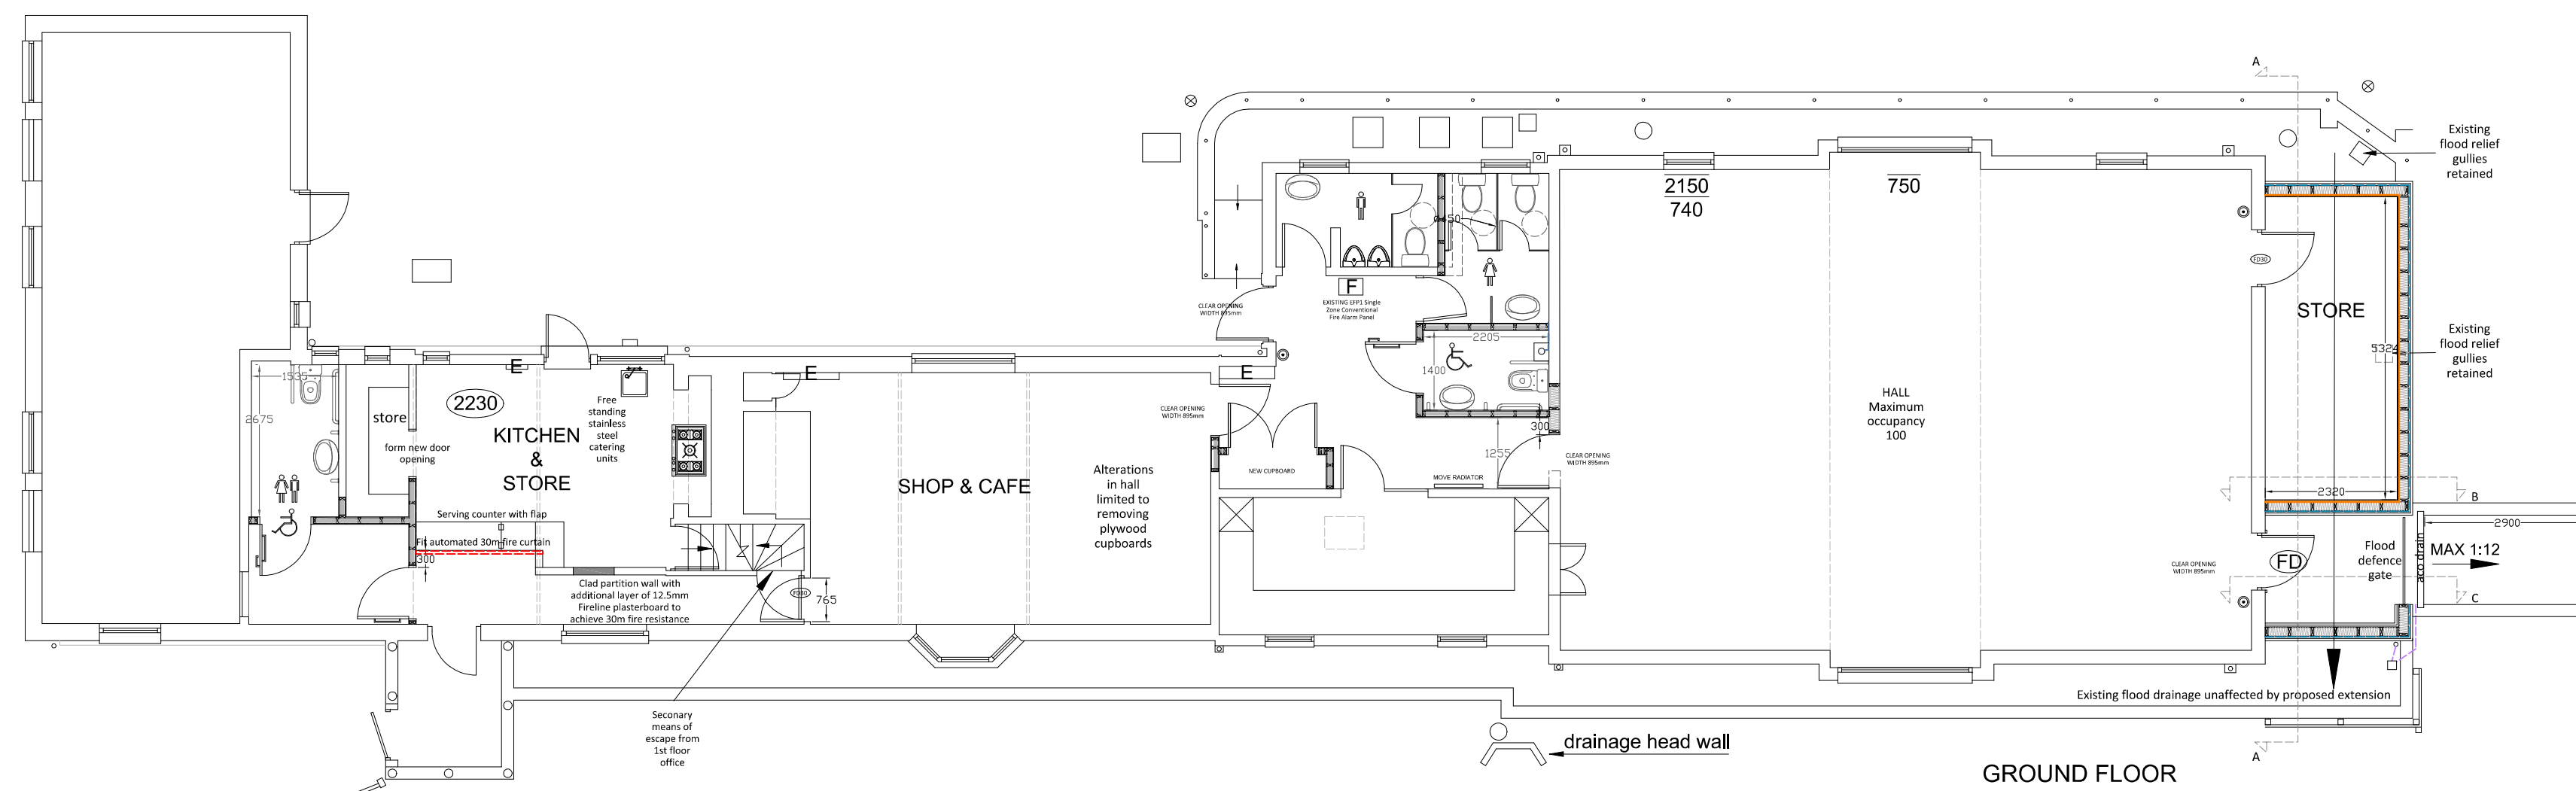 A
Existing
flood relief
gullies
retained
2150
740
750
F
EXISTING EFP1 Single
Zone Conventional
Fire Alarm Panel
CLEAR OPENING
WIDTH 895mm
FD30
STORE
5324
Existing
flood relief
gullies
retained
2205
1400
1535
2675
E
E
E
2230
store
form new door
opening
KITCHEN
&
STORE
Free
standing
stainless
steel
catering
units
SHOP & CAFE
Alterations
in hall
limited to
removing
plywood
cupboards
CLEAR OPENING
WIDTH 895mm
HALL
Maximum
occupancy
100
300
1255
CLEAR OPENING
WIDTH 895mm
NEW CUPBOARD
MOVE RADIATOR
2320
B
2900
Serving counter with flap
Fit automated 30m fire curtain
300
Clad partition wall with
additional layer of 12.5mm
Fireline plasterboard to
achieve 30m fire resistance
FD30
765
CLEAR OPENING
WIDTH 895mm
FD
Flood
defence
gate
aco drain
MAX 1:12
C
Existing flood drainage unaffected by proposed extension
Seconary
means of
escape from
1st floor
office
drainage head wall
A
GROUND FLOOR